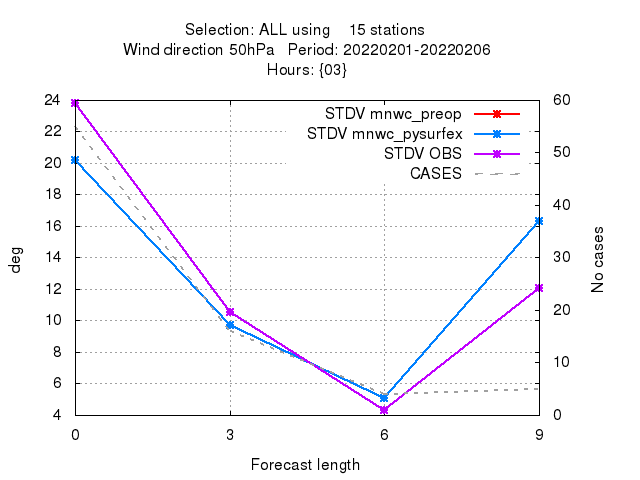 Selection: ALL using 15 stations
Wind direction 50hPa Period: 20220201-20220206
Hours: {03}
STDV mnwc_preop
STDV mnwc_pysurfex
STDV OBS
CASES
24
22
20
18
16
14
12
10
8
6
4
deg
60
50
40
30
20
10
0
No cases
0 3 6 9
Forecast length